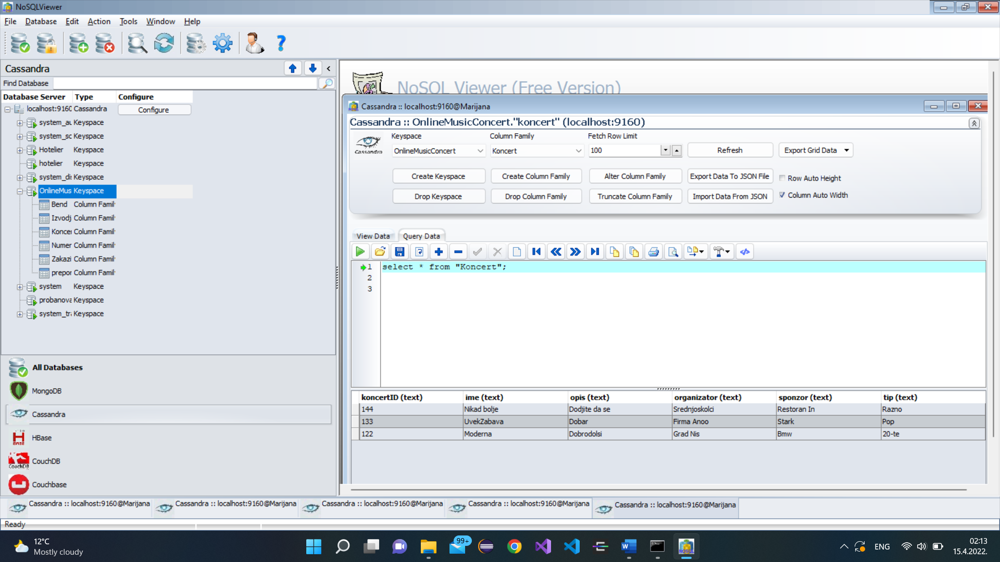 NoSQLViewer
File Database Edit Action Tools Window Help
Cassandra
Find Database
Database Server Type Configure
localhost:9160 Cassandra Configure
system_au Keyspace
system_sc Keyspace
Hotelier Keyspace
hotelier Keyspace
system_di Keyspace
OnlineMus Keyspace
Bend Column Famil
Izvodj Column Famil
Koncer Column Famil
Numer Column Famil
Zakazi Column Famil
prepor Column Famil
system Keyspace
probanova Keyspace
system_tr Keyspace
All Databases
MongoDB
Cassandra
HBase
CouchDB
Couchbase
NoSQL Viewer (Free Version)
Cassandra :: localhost:9160@Marijana
Cassandra :: OnlineMusicConcert."koncert" (localhost:9160)
Cassandra
Keyspace Column Family Fetch Row Limit
OnlineMusicConcert Koncert 100 Refresh Export Grid Data
Create Keyspace Create Column Family Alter Column Family Export Data To JSON File Row Auto Height
Drop Keyspace Drop Column Family Truncate Column Family Import Data From JSON Column Auto Width
View Data Query Data
1 select * from "Koncert";
2
3
koncertID (text) ime (text) opis (text) organizator (text) sponzor (text) tip (text)
144 Nikad bolje Dodjite da se Srednjoskolci Restoran In Razno
133 UvekZabava Dobar Firma Anoo Stark Pop
122 Moderna Dobrodolsi Grad Nis Bmw 20-te
Cassandra :: localhost:9160@Marijana Cassandra :: localhost:9160@Marijana Cassandra :: localhost:9160@Marijana Cassandra :: localhost:9160@Marijana Cassandra :: localhost:9160@Marijana
Ready
12°C
Mostly cloudy
99+
NoSQL
ENG
02:13
15.4.2022.